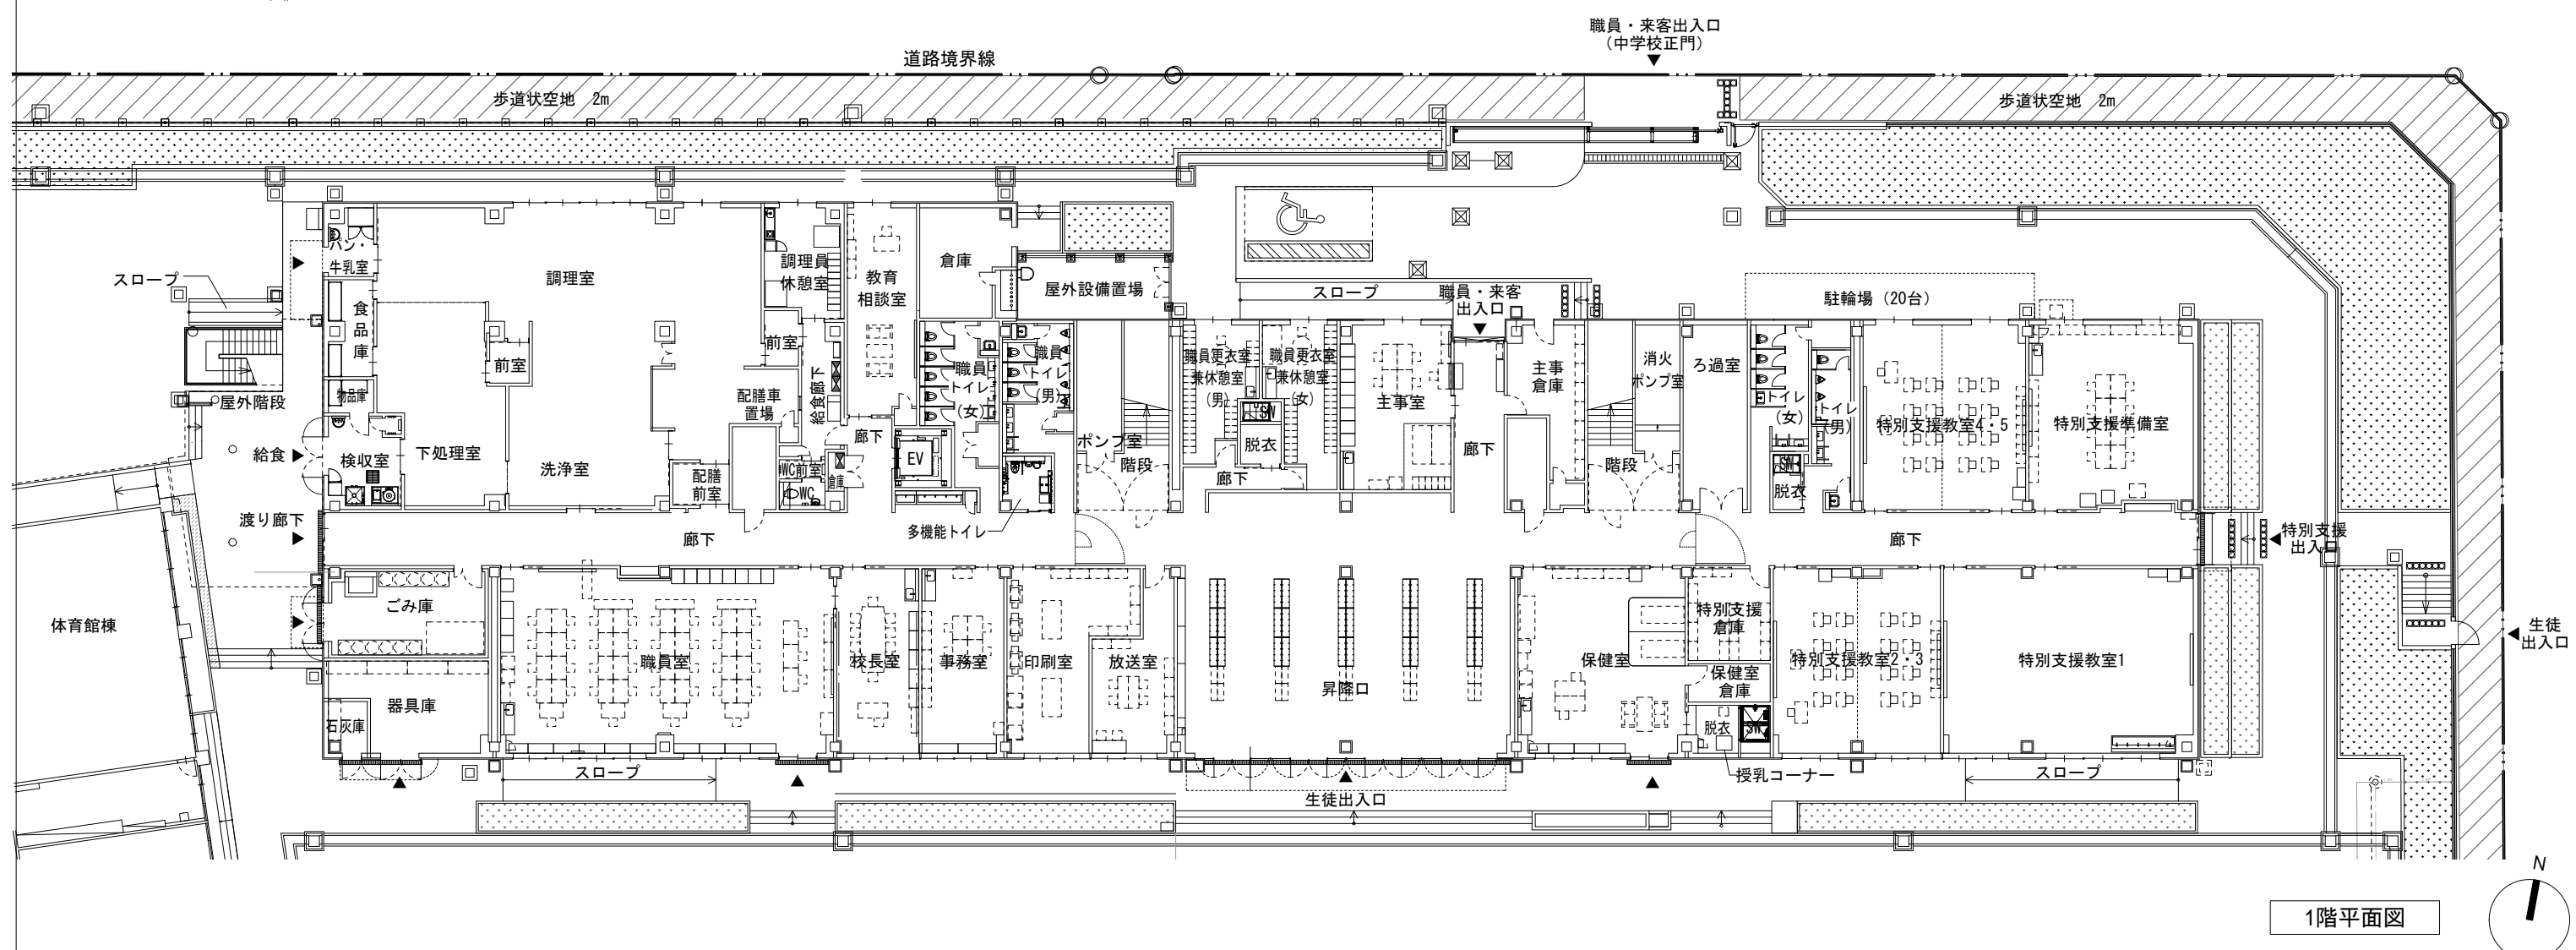 職員・来客出入口
（中学校正門）
道路境界線
歩道状空地　2m
歩道状空地　2m
パン・
牛乳室
調理室
調理員
休憩室
教育
相談室
倉庫
屋外設備置場
スロープ
スロープ
職員・来客
出入口
駐輪場（20台）
食
品
庫
前室
前室
物品庫
屋外階段
給食廊下
職員
トイレ
（女）
職員
トイレ
（男）
職員更衣室
兼休憩室
（男）
職員更衣室
兼休憩室
（女）
SW
脱衣
主事室
主事
倉庫
消火
ポンプ室
ろ過室
トイレ
（女）
トイレ
（男）
特別支援教室4・5
特別支援準備室
配膳車
置場
給食
検収室
下処理室
洗浄室
配膳
前室
WC前室
WC
倉庫
廊下
EV
ポンプ室
階段
廊下
廊下
階段
SW
脱衣
渡り廊下
廊下
多機能トイレ
廊下
特別支援
出入口
体育館棟
ごみ庫
器具庫
石灰庫
職員室
校長室
事務室
印刷室
放送室
昇降口
保健室
特別支援
倉庫
保健室
倉庫
脱衣
SW
特別支援教室2・3
特別支援教室1
生徒
出入口
スロープ
生徒出入口
授乳コーナー
スロープ
N
1階平面図